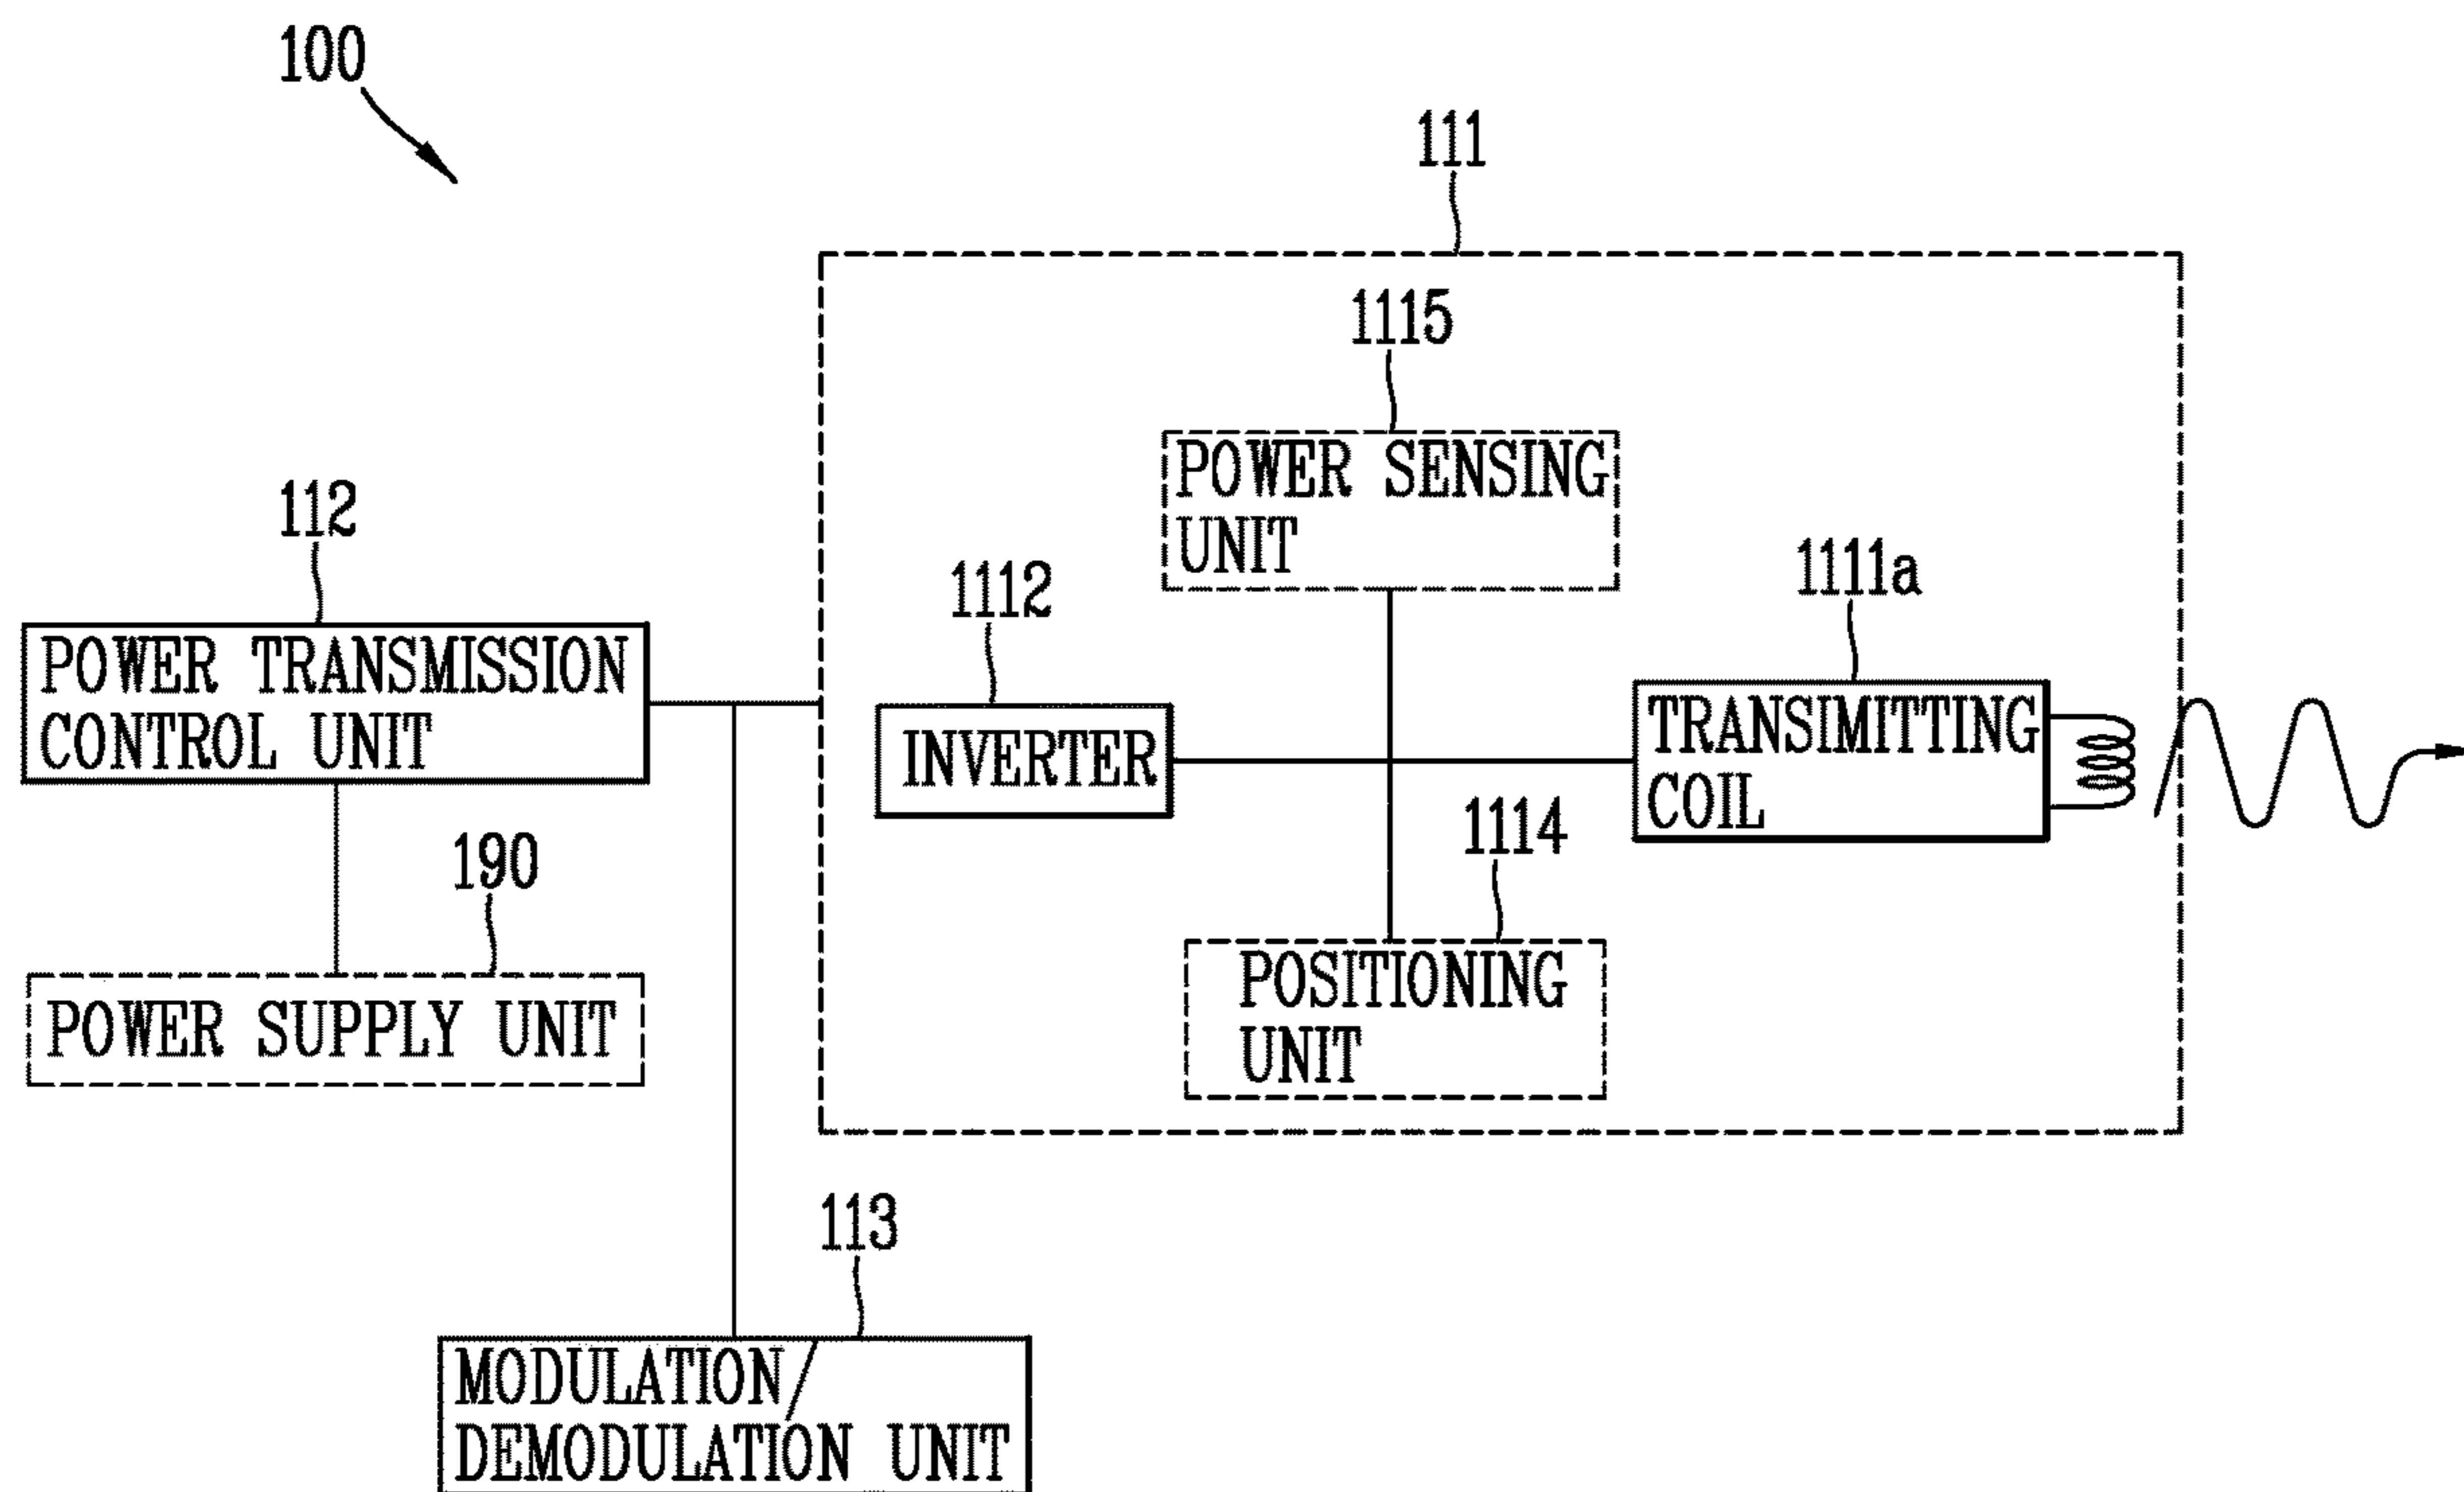 100
111
1115
POWER SENSING
UNIT
112
1112
1111a
POWER TRANSMISSION
CONTROL UNIT
INVERTER
TRANSIMITTING
COIL
190
1114
POWER SUPPLY UNIT
POSITIONING
UNIT
113
MODULATION/
DEMODULATION UNIT